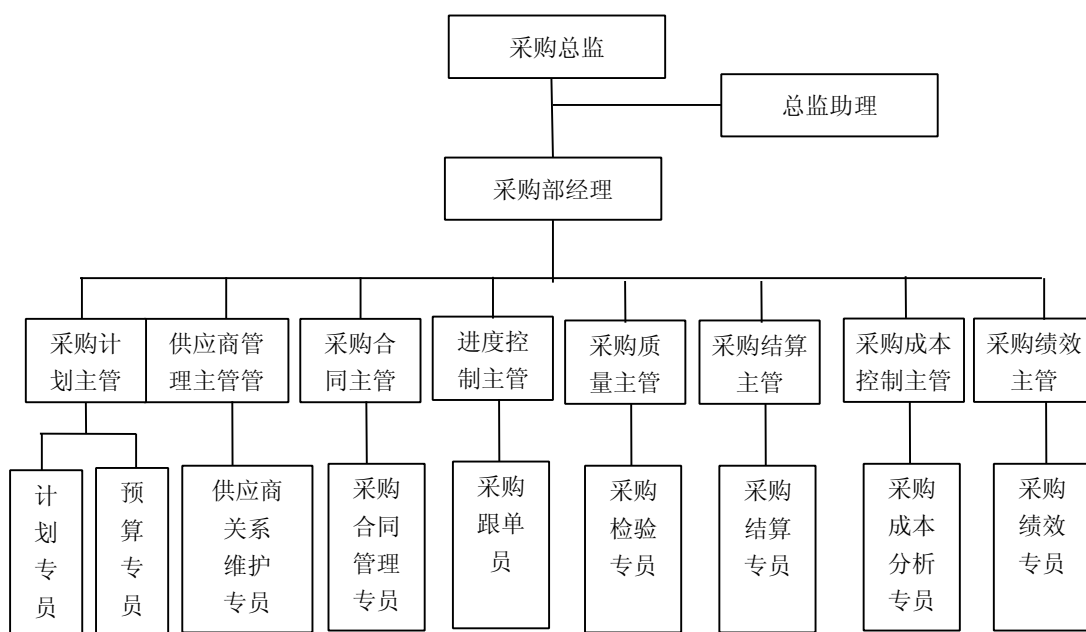 采购总监
总监助理
采购部经理
采购计
划主管
供应商管
理主管管
采购合
同主管
进度控
制主管
采购质
量主管
采购结算
主管
采购成本
控制主管
采购绩效
主管
计
划
专
员
预
算
专
员
供应商
关系
维护
专员
采购
合同
管理
专员
采购
跟单
员
采购
检验
专员
采购
结算
专员
采购
成本
分析
专员
采购
绩效
专员